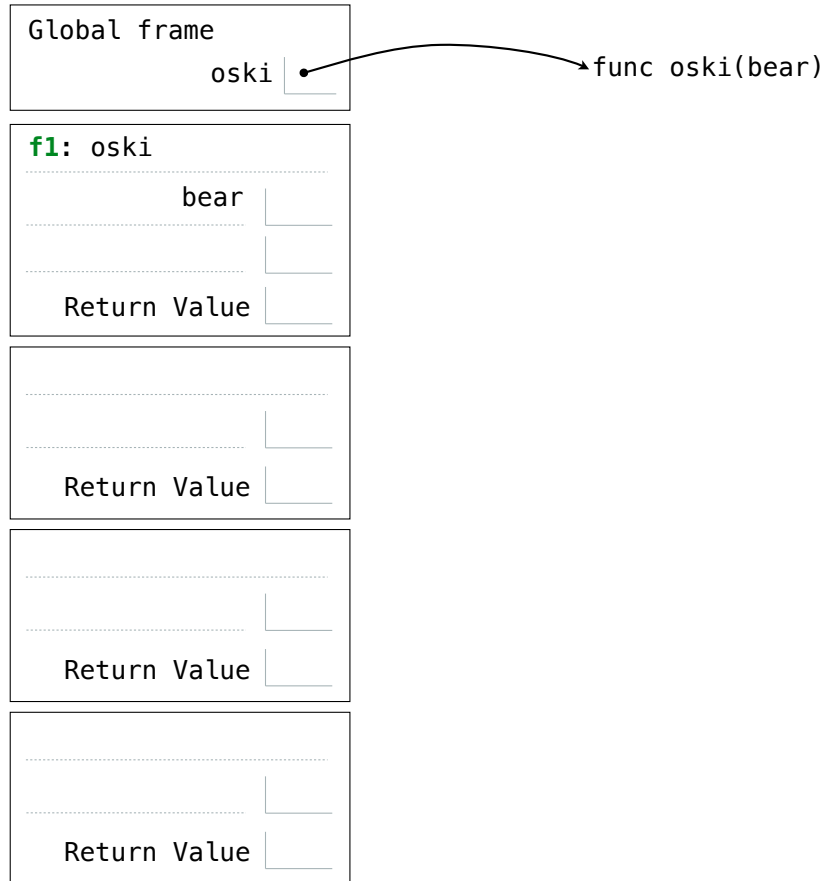 Global frame
oski
func oski(bear)
f1: oski
bear
Return Value
Return Value
Return Value
Return Value